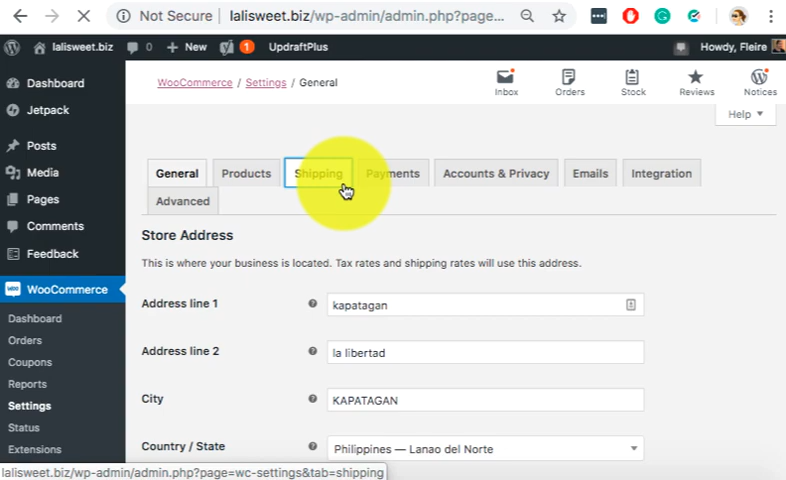 Not Secure lalisweet.biz/wp-admin/admin.php?page...
lalisweet.biz 0 New 1 UpdraftPlus Howdy, Fleire
Dashboard
Jetpack
Posts
Media
Pages
Comments
Feedback
WooCommerce
Dashboard
Orders
Coupons
Reports
Settings
Status
Extensions
WooCommerce / Settings / General
Inbox Orders Stock Reviews Notices
Help
General Products Shipping Payments Accounts & Privacy Emails Integration
Advanced
Store Address
This is where your business is located. Tax rates and shipping rates will use this address.
Address line 1 kapatagan
Address line 2 la libertad
City KAPATAGAN
Country / State Philippines — Lanao del Norte
lalisweet.biz/wp-admin/admin.php?page=wc-settings&tab=shipping